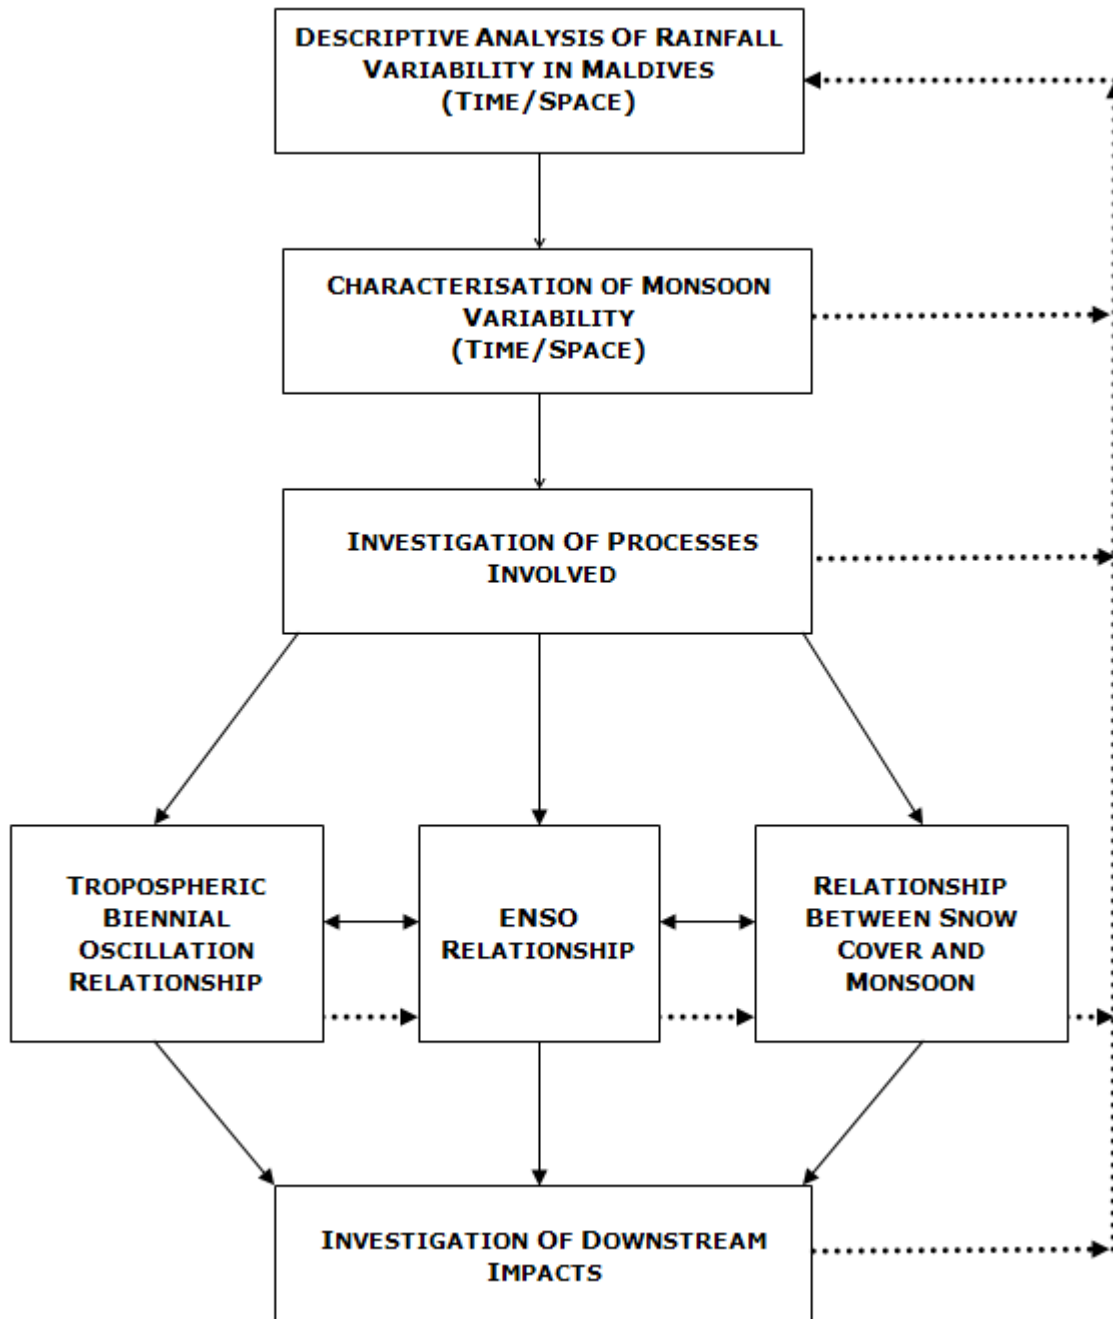 DESCRIPTIVE ANALYSIS OF RAINFALL
VARIABILITY IN MALDIVES
(TIME/SPACE)
CHARACTERISATION OF MONSOON
VARIABILITY
(TIME/SPACE)
INVESTIGATION OF PROCESSES
INVOLVED
TROPOSPHERIC
BIENNIAL
OSCILLATION
RELATIONSHIP
ENSO
RELATIONSHIP
RELATIONSHIP
BETWEEN SNOW
COVER AND
MONSOON
INVESTIGATION OF DOWNSTREAM
IMPACTS